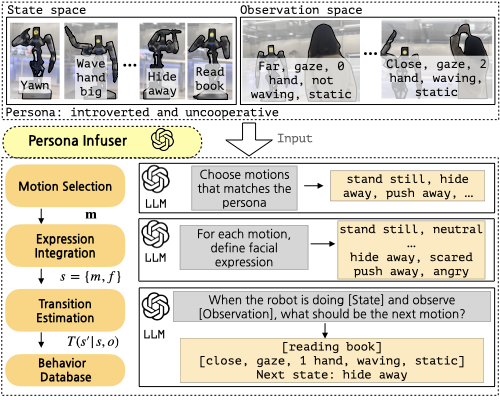 State space
Observation space
Yawn
Wave
hand
big
...
Hide
away
Read
book
Far, gaze, 0
hand, not
waving, static
...
Close, gaze, 2
hand, waving,
static
Persona: introverted and uncooperative
Persona Infuser
Input
Motion Selection
m
Expression
Integration
s = {m, f}
Transition
Estimation
T(s'|s, o)
Behavior
Database
LLM
Choose motions
that matches the
persona
stand still, hide
away, push away, …
LLM
For each motion,
define facial
expression
stand still, neutral
…
hide away, scared
push away, angry
LLM
When the robot is doing [State] and observe
[Observation], what should be the next motion?
[reading book]
[close, gaze, 1 hand, waving, static]
Next state: hide away